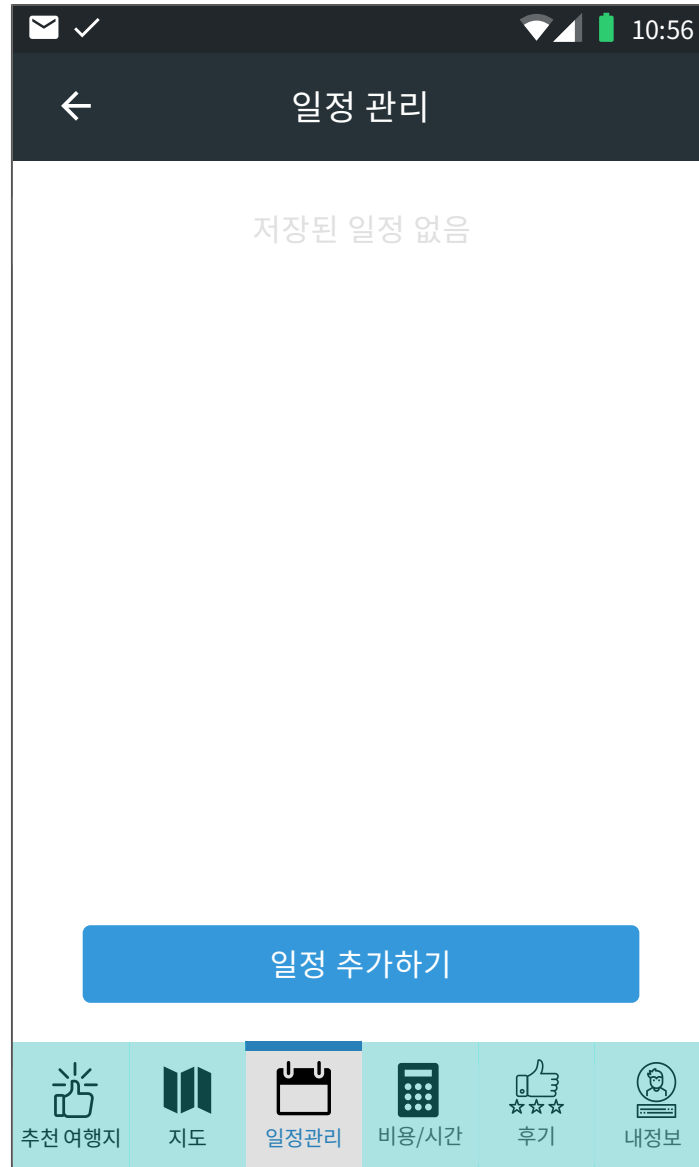 10:56
일정 관리
저장된 일정 없음
일정 추가하기
추천 여행지
지도
일정관리
비용/시간
후기
내정보